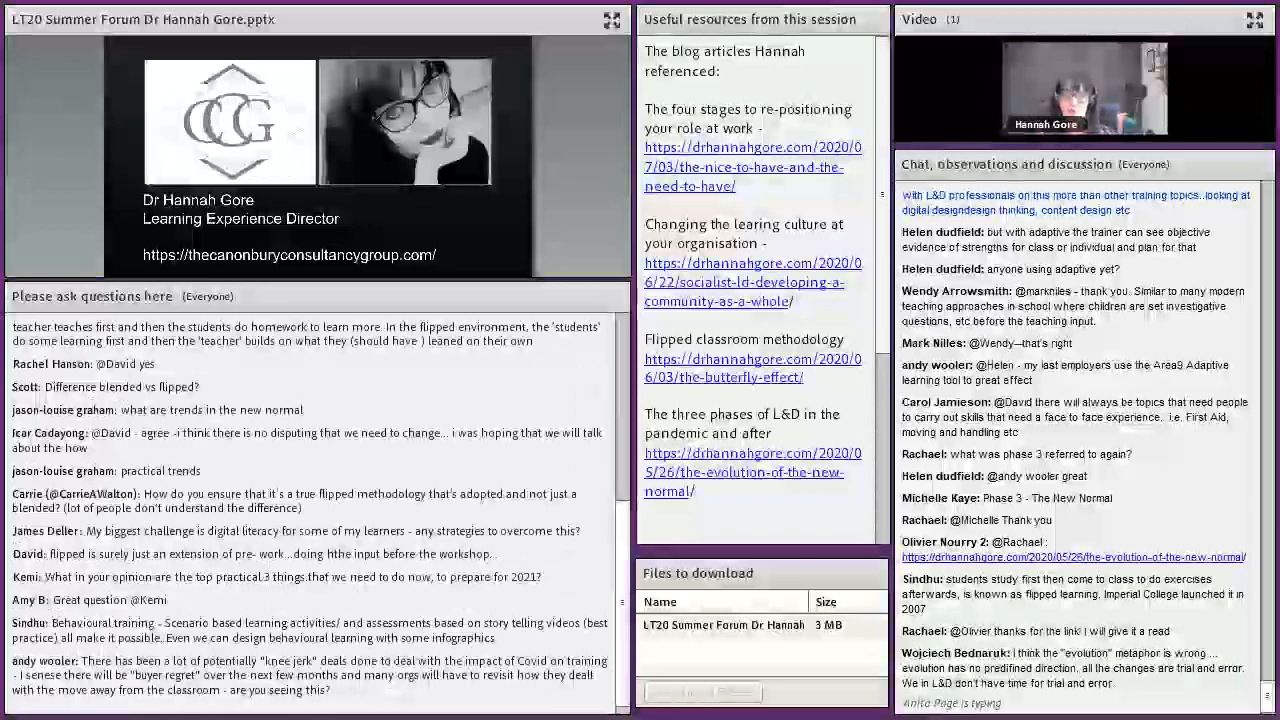 LT20 Summer Forum Dr Hannah Gore.pptx
CCG
Dr Hannah Gore
Learning Experience Director
https://thecanonburyconsultancygroup.com/
Please ask questions here (Everyone)
teacher teaches first and then the students do homework to learn more. In the flipped environment, the 'students'
do some learning first and then the 'teacher' builds on what they (should have ) leaned on their own
Rachel Hanson: @David yes
Scott: Difference blended vs flipped?
jason-louise graham: what are trends in the new normal
Icar Cadayong: @David - agree -i think there is no disputing that we need to change... i was hoping that we will talk
about the how
jason-louise graham: practical trends
Carrie (@CarrieAWalton): How do you ensure that it's a true flipped methodology that's adopted and not just a
blended? (lot of people don't understand the difference)
James Deller: My biggest challenge is digital literacy for some of my learners - any strategies to overcome this?
David: flipped is surely just an extension of pre- work ..doing hthe input before the workshop..
Kemi: What in your opinion are the top practical 3 things that we need to do now, to prepare for 2021?
Amy B: Great question @Kemi
Sindhu: Behavioural training - Scenario based learning activities/ and assessments based on story telling videos (best
practice) all make it possible. Even we can design behavioural learning with some infographics
andy wooler: There has been a lot of potentially "knee jerk" deals done to deal with the impact of Covid on training
- I senese there will be "buyer regret" over the next few months and many orgs will have to revisit how they dealt
with the move away from the classroom - are you seeing this?
Useful resources from this session
The blog articles Hannah
referenced:
The four stages to re-positioning
your role at work -
https://drhannahgore.com/2020/0
7/03/the-nice-to-have-and-the-
need-to-have/
Changing the learing culture at
your organisation -
https://drhannahgore.com/2020/0
6/22/socialist-ld-developing-a-
community-as-a-whole/
Flipped classroom methodology
https://drhannahgore.com/2020/0
6/03/the-butterfly-effect/
The three phases of L&D in the
pandemic and after
https://drhannahgore.com/2020/0
5/26/the-evolution-of-the-new-
normal/
Files to download
Name Size
LT20 Summer Forum Dr Hannah 3 MB
Video (1)
Hannah Gore
Chat, observations and discussion (Everyone)
with L&D professionals on this more than other training topics..looking at
digital designdesign thinking, content design etc
Helen dudfield: but with adaptive the trainer can see objective
evidence of strengths for class or individual and plan for that
Helen dudfield: anyone using adaptive yet?
Wendy Arrowsmith: @markniles - thank you. Similar to many modern
teaching approaches in school where children are set investigative
questions, etc before the teaching input.
Mark Nilles: @Wendy--that's right
andy wooler: @Helen - my last employers use the Area9 Adaptive
learning tool to great effect
Carol Jamieson: @David there will always be topics that need people
to carry out skills that need a face to face experience.. i.e. First Aid,
moving and handling etc
Rachael: what was phase 3 referred to again?
Helen dudfield: @andy wooler great
Michelle Kaye: Phase 3 - The New Normal
Rachael: @Michelle Thank you
Olivier Nourry 2: @Rachael :
https://drhannahgore.com/2020/05/26/the-evolution-of-the-new-normal/
Sindhu: students study first then come to class to do exercises
afterwards, is known as flipped learning. Imperial College launched it in
2007
Rachael: @Olivier thanks for the link! I will give it a read
Wojciech Bednaruk: I think the "evolution" metaphor is wrong ...
evolution has no predifined direction, all the changes are trial and error.
We in L&D don't have time for trial and error
Anita Page is typing